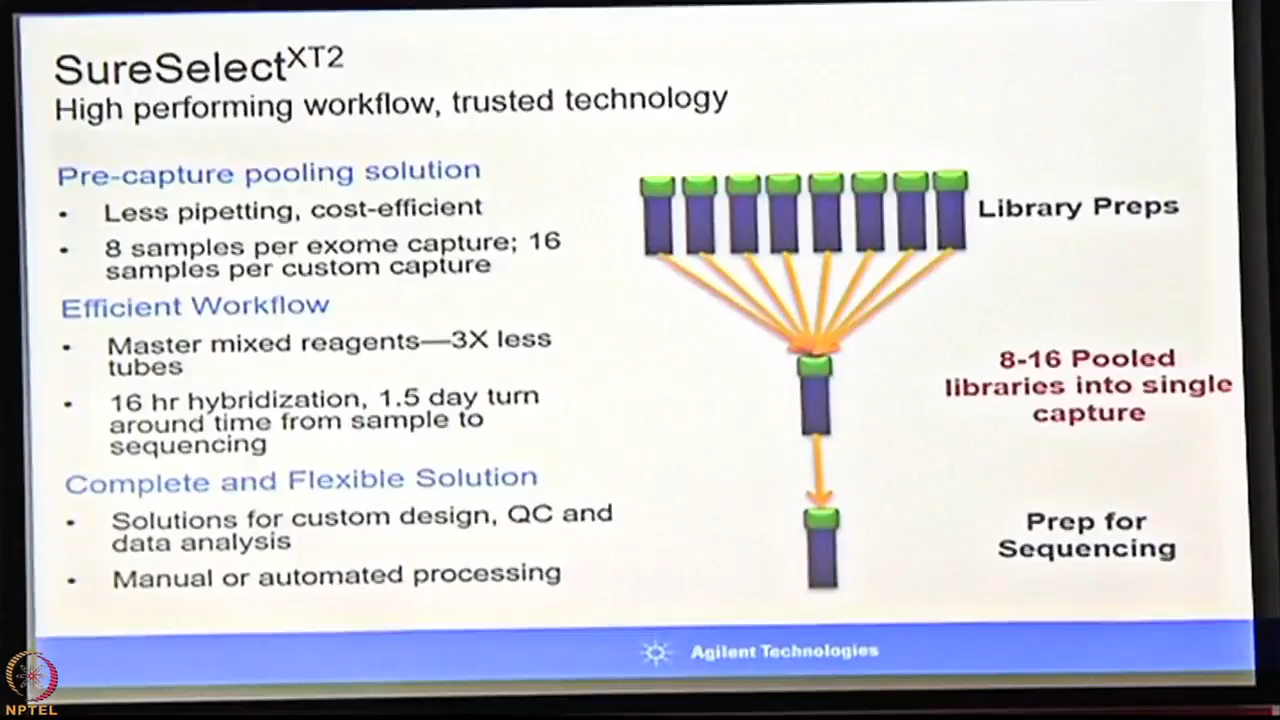 SureSelectXT2
High performing workflow, trusted technology
Pre-capture pooling solution
• Less pipetting, cost-efficient
• 8 samples per exome capture; 16
samples per custom capture
Efficient Workflow
• Master mixed reagents—3X less
tubes
• 16 hr hybridization, 1.5 day turn
around time from sample to
sequencing
Complete and Flexible Solution
• Solutions for custom design, QC and
data analysis
• Manual or automated processing
Library Preps
8-16 Pooled
libraries into single
capture
Prep for
Sequencing
Agilent Technologies
NPTEL